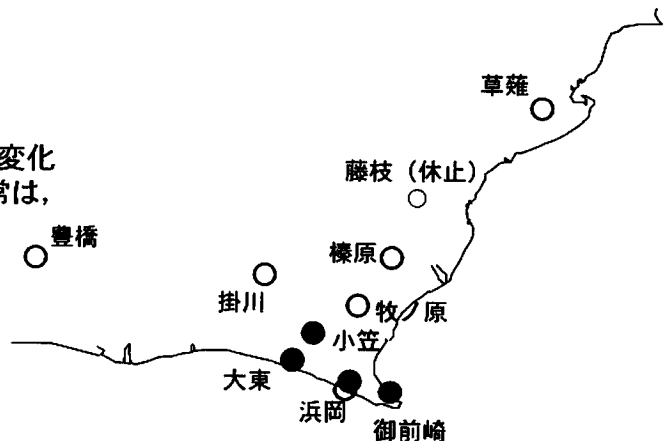 草薙
変化
常は,
藤枝（休止）
豊橋
榛原
掛川
牧ノ原
小笠
大東
浜岡
御前崎